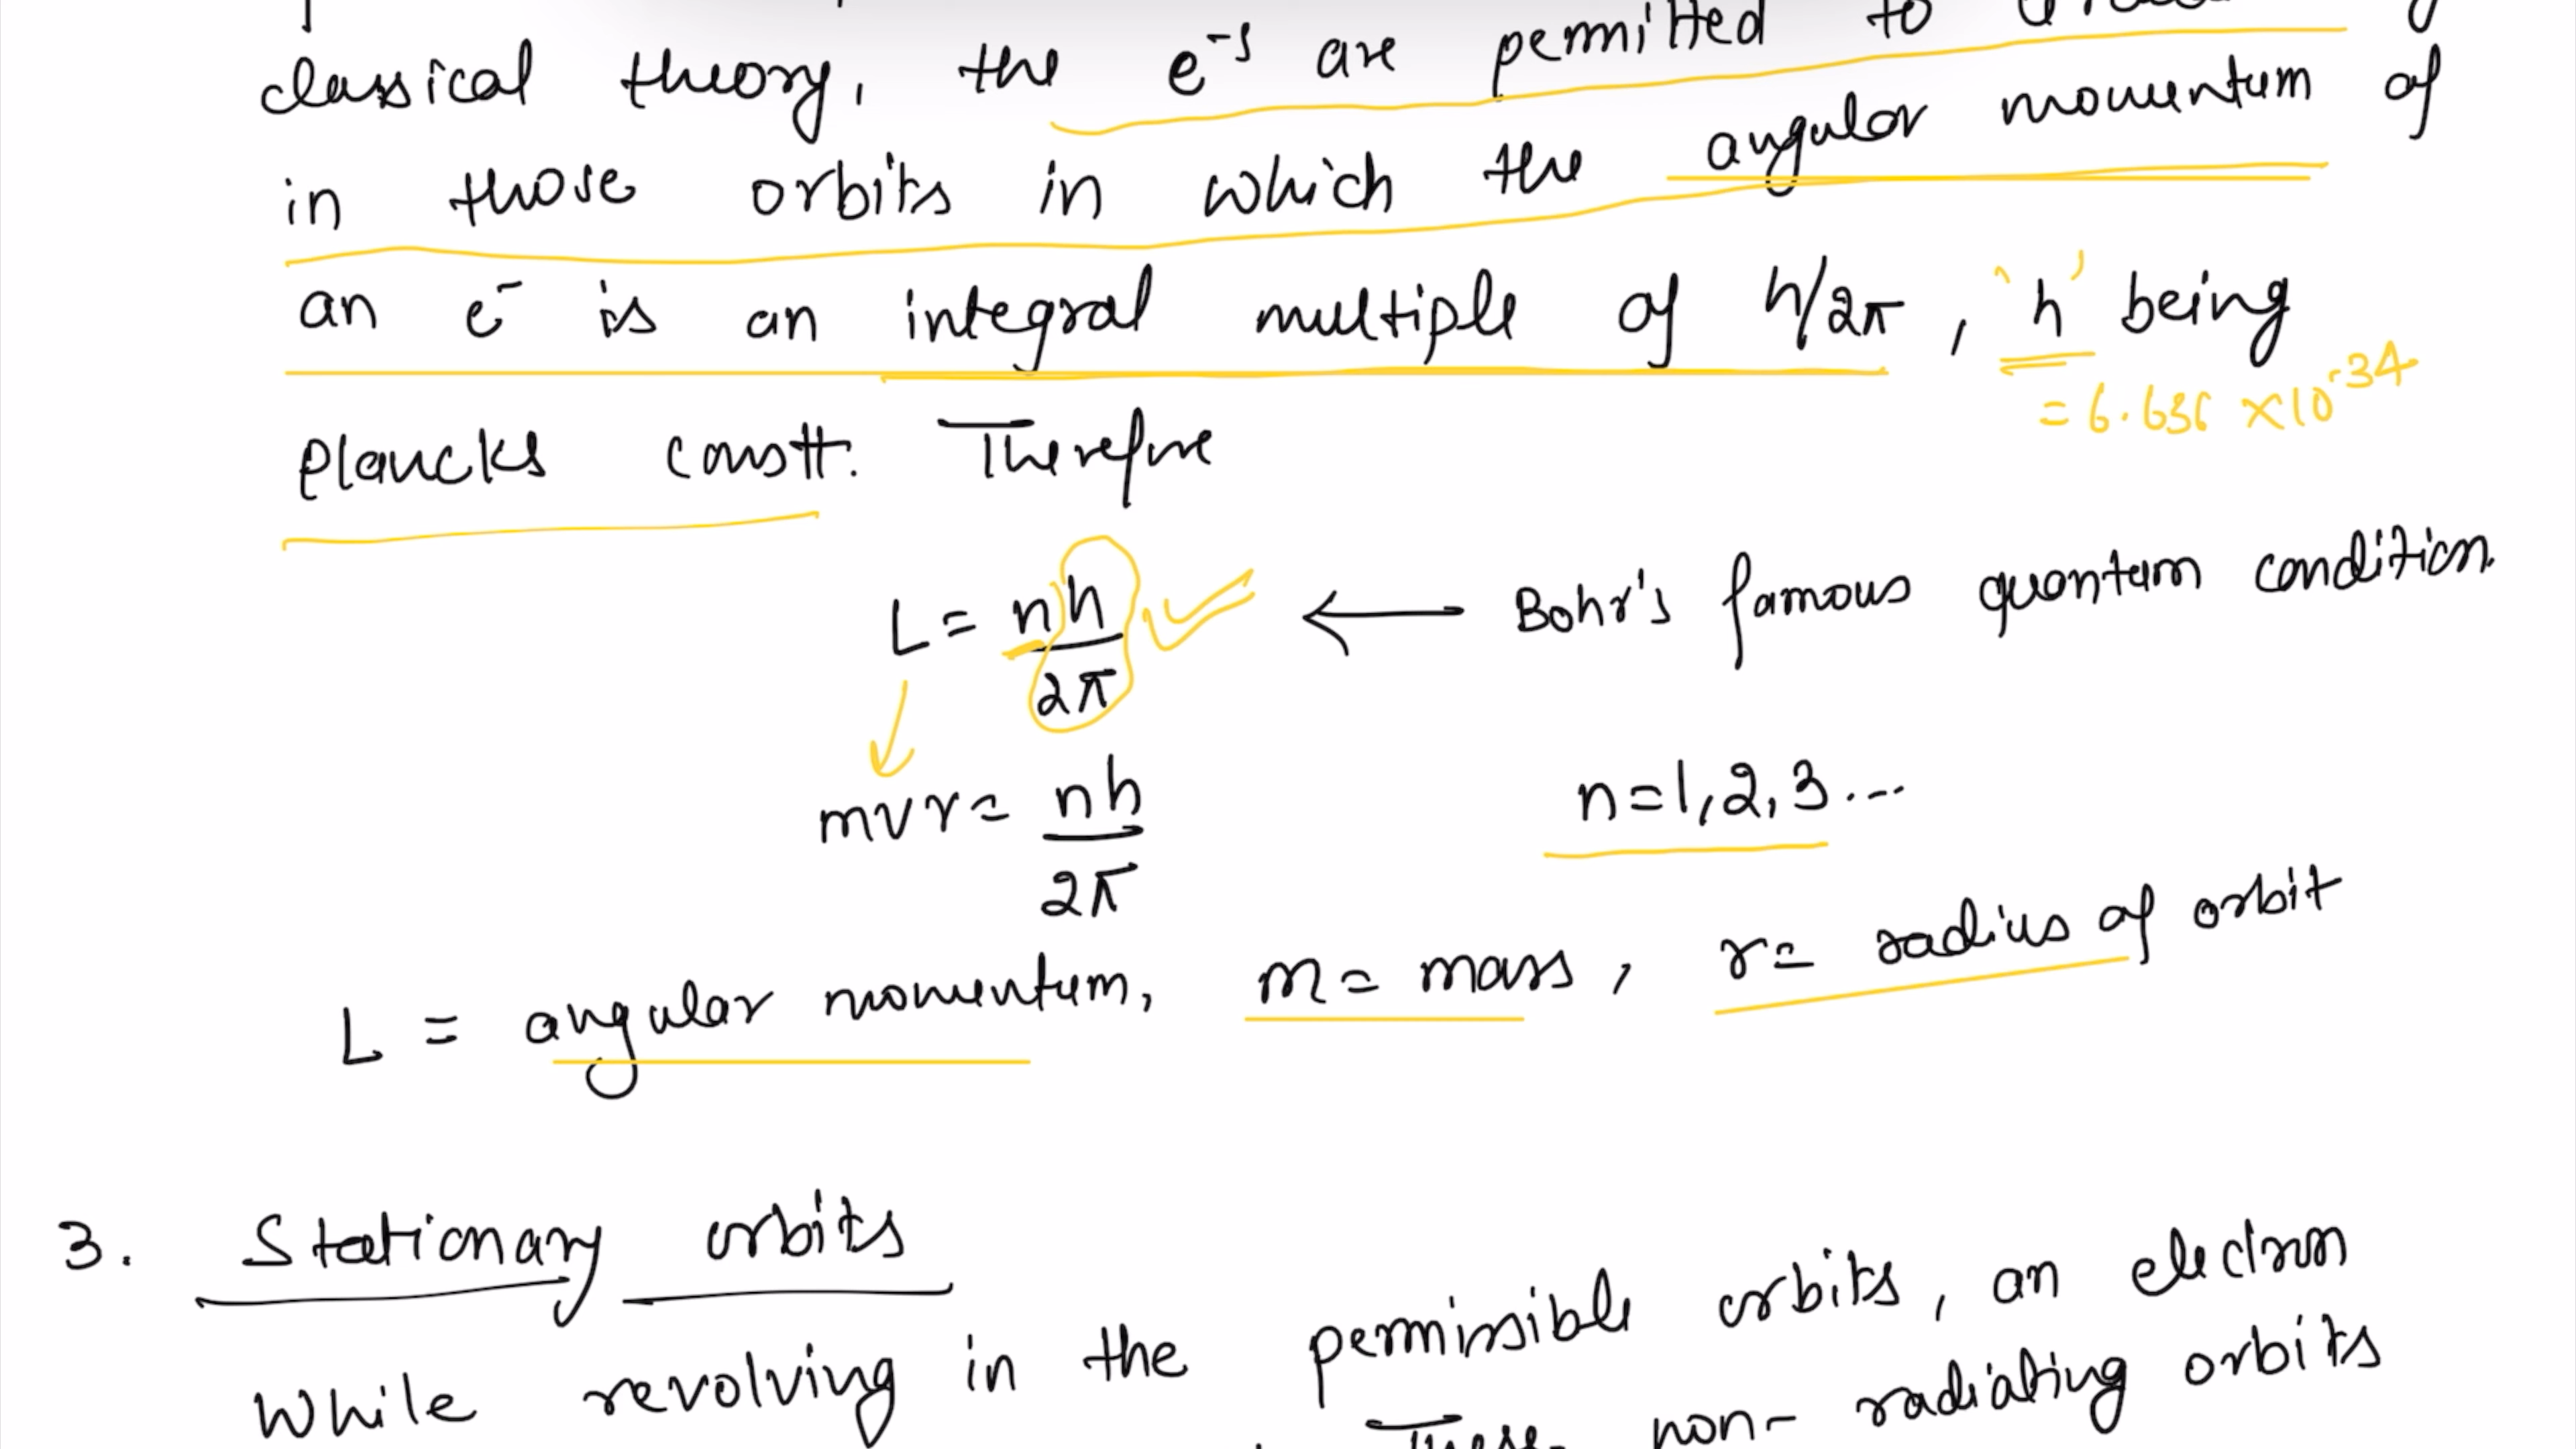 classical theory, the e⁻s are permitted to
in those orbits in which the angular momentum of
an e⁻ is an integral multiple of h/2π, 'h' being
= 6.636 ×10⁻³⁴
plancks constt. Therefore
L = nh/2π ← Bohr's famous quantum condition.
mvr = nh/2π n=1,2,3...
L = angular momentum, m = mass, r = radius of orbit
3. Stationary orbits
While revolving in the permissible orbits, an electron
These non-radiating orbits